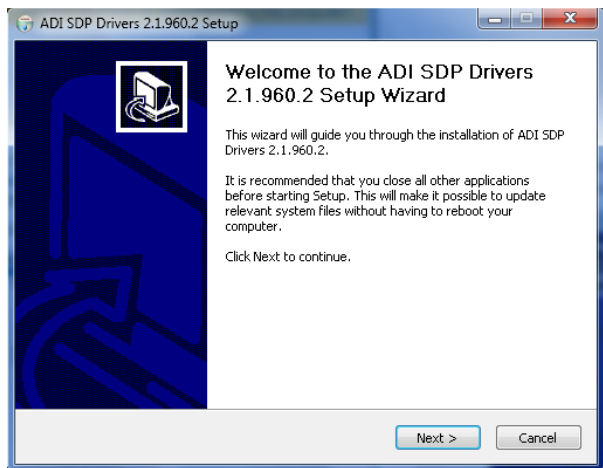 ADI SDP Drivers 2.1.960.2 Setup
Welcome to the ADI SDP Drivers
2.1.960.2 Setup Wizard
This wizard will guide you through the installation of ADI SDP
Drivers 2.1.960.2.
It is recommended that you close all other applications
before starting Setup. This will make it possible to update
relevant system files without having to reboot your
computer.
Click Next to continue.
Next >
Cancel